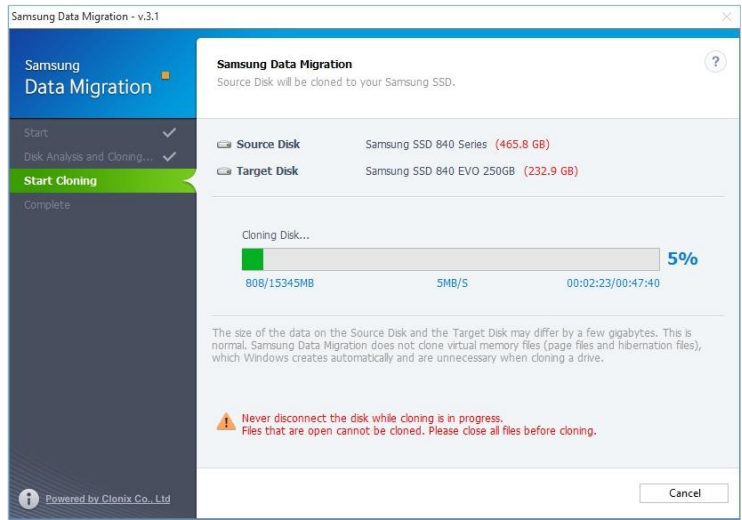 Samsung Data Migration - v.3.1
Samsung
Data Migration
Start
Disk Analysis and Cloning...
Start Cloning
Complete
Powered by Clonix Co., Ltd
Samsung Data Migration
Source Disk will be cloned to your Samsung SSD.
?
Source Disk Samsung SSD 840 Series (465.8 GB)
Target Disk Samsung SSD 840 EVO 250GB (232.9 GB)
Cloning Disk...
5%
808/15345MB 5MB/S 00:02:23/00:47:40
The size of the data on the Source Disk and the Target Disk may differ by a few gigabytes. This is
normal. Samsung Data Migration does not clone virtual memory files (page files and hibernation files),
which Windows creates automatically and are unnecessary when cloning a drive.
Never disconnect the disk while cloning is in progress.
Files that are open cannot be cloned. Please close all files before cloning.
Cancel